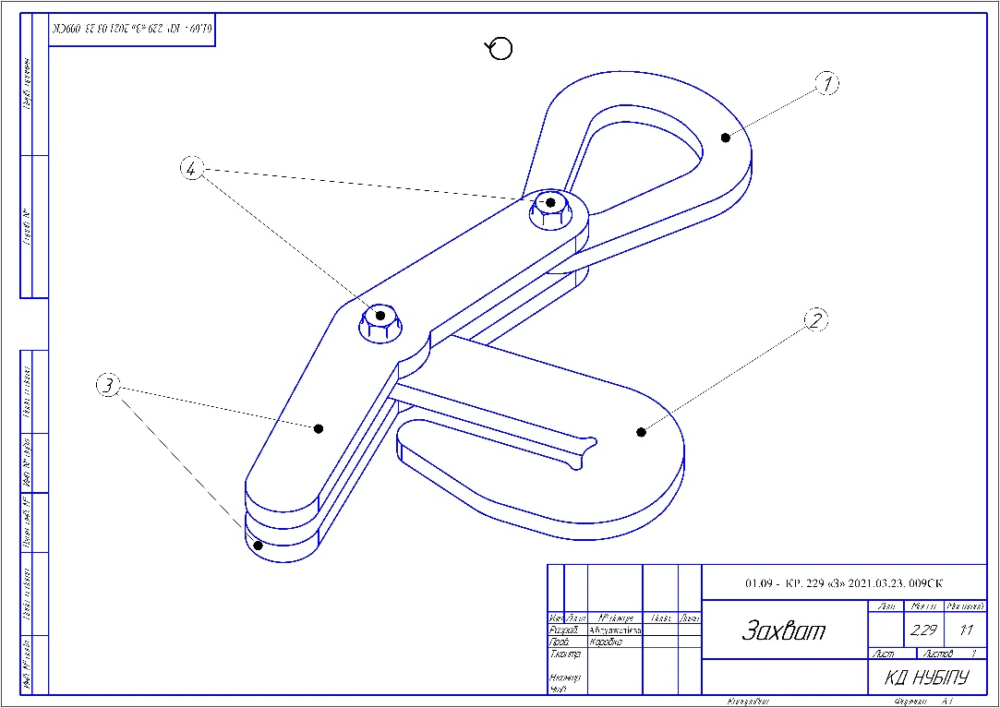 01.09 - КР. 229 «З» 2021.03.23. 009СК
1
4
2
3
01.09 - КР. 229 «З» 2021.03.23. 009СК
Захват
Лит.
Масса
Масштаб
2,29
1:1
Изм. Лист
№ докум.
Подп.
Дата
Разраб.
Пров.
Коробко
Т.контр.
Н.контр.
Утв.
Лист
Листов 1
КД НУБІПУ
Копировал
Формат А3